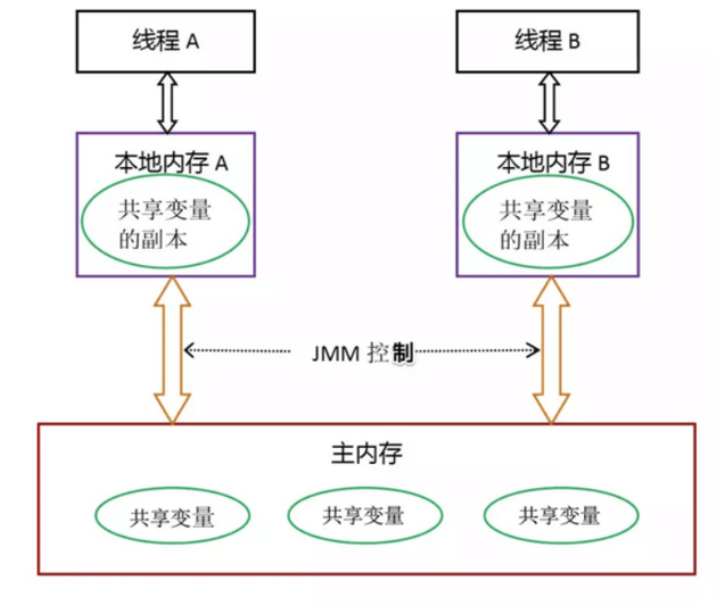 线程 A
线程 B
本地内存 A
本地内存 B
共享变量
的副本
共享变量
的副本
JMM 控制
主内存
共享变量
共享变量
共享变量